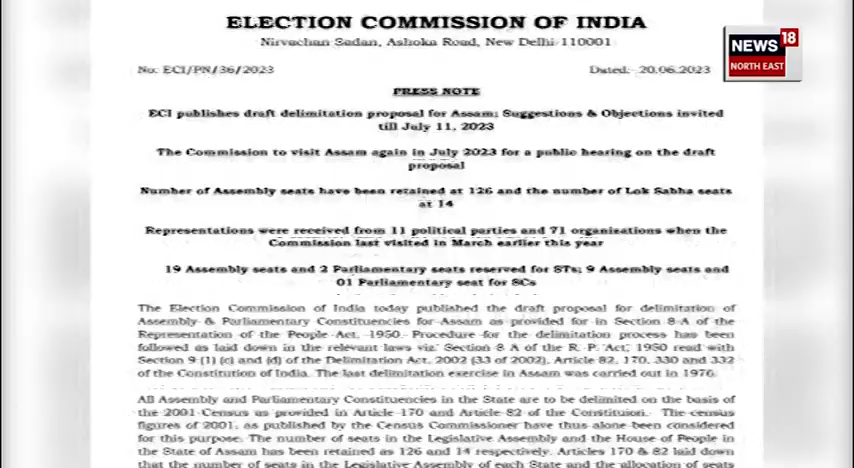 ELECTION COMMISSION OF INDIA
Nirvachan Sadan, Ashoka Road, New Delhi-110001
NEWS 18
NORTH EAST
No. ECI/PN/36/2023 Dated: 20.06.2023
PRESS NOTE
ECI publishes draft delimitation proposal for Assam; Suggestions & Objections invited
till July 11, 2023
The Commission to visit Assam again in July 2023 for a public hearing on the draft
proposal
Number of Assembly seats have been retained at 126 and the number of Lok Sabha seats
at 14
Representations were received from 11 political parties and 71 organisations when the
Commission last visited in March earlier this year
19 Assembly seats and 2 Parliamentary seats reserved for STs; 9 Assembly seats and
01 Parliamentary seat for SCs
The Election Commission of India today published the draft proposal for delimitation of
Assembly & Parliamentary Constituencies for Assam as provided for in Section 8-A of the
Representation of the People Act, 1950. Procedure for the delimitation process has been
followed as laid down in the relevant laws viz. Section 8 A of the R. P. Act, 1950 read with
Section 9 (1) (c) and (d) of the Delimitation Act, 2002 (33 of 2002), Article 82, 170, 330 and 332
of the Constitution of India. The last delimitation exercise in Assam was carried out in 1976.
All Assembly and Parliamentary Constituencies in the State are to be delimited on the basis of
the 2001 Census as provided in Article 170 and Article 82 of the Constituion. The census
figures of 2001, as published by the Census Commissioner have thus alone been considered
for this purpose. The number of seats in the Legislative Assembly and the House of People in
the State of Assam has been retained as 126 and 14 respectively. Articles 170 & 82 laid down
that the number of seats in the Legislative Assembly of each State and the allocation of seats